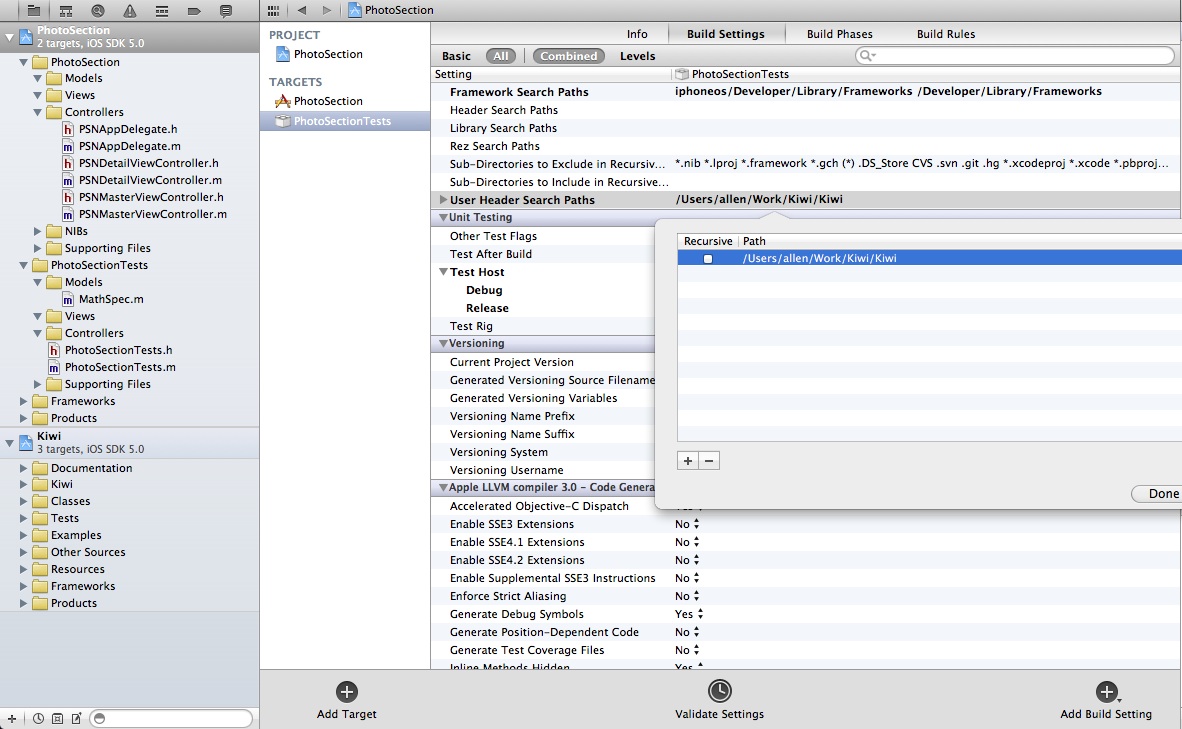 PhotoSection
PhotoSection
2 targets, iOS SDK 5.0
PhotoSection
Models
Views
Controllers
PSNAppDelegate.h
PSNAppDelegate.m
PSNDetailViewController.h
PSNDetailViewController.m
PSNMasterViewController.h
PSNMasterViewController.m
NIBs
Supporting Files
PhotoSectionTests
Models
MathSpec.m
Views
Controllers
PhotoSectionTests.h
PhotoSectionTests.m
Supporting Files
Frameworks
Products
Kiwi
3 targets, iOS SDK 5.0
Documentation
Kiwi
Classes
Tests
Examples
Other Sources
Resources
Frameworks
Products
PROJECT
PhotoSection
TARGETS
PhotoSection
PhotoSectionTests
Info Build Settings Build Phases Build Rules
Basic All Combined Levels
Setting PhotoSectionTests
Framework Search Paths iphoneos/Developer/Library/Frameworks /Developer/Library/Frameworks
Header Search Paths
Library Search Paths
Rez Search Paths
Sub-Directories to Exclude in Recursiv... *.nib *.lproj *.framework *.gch (*) .DS_Store CVS .svn .git .hg *.xcodeproj *.xcode *.pbproj...
Sub-Directories to Include in Recursive...
User Header Search Paths /Users/allen/Work/Kiwi/Kiwi
Unit Testing
Other Test Flags
Test After Build
Test Host
Debug
Release
Test Rig
Versioning
Current Project Version
Generated Versioning Source Filename
Generated Versioning Variables
Versioning Name Prefix
Versioning Name Suffix
Versioning System
Versioning Username
Apple LLVM compiler 3.0 - Code Genera
Accelerated Objective-C Dispatch Yes
Enable SSE3 Extensions No
Enable SSE4.1 Extensions No
Enable SSE4.2 Extensions No
Enable Supplemental SSE3 Instructions No
Enforce Strict Aliasing No
Generate Debug Symbols Yes
Generate Position-Dependent Code No
Generate Test Coverage Files No
Inline Methods Hidden Yes
Recursive Path
/Users/allen/Work/Kiwi/Kiwi
Done
Add Target Validate Settings Add Build Setting